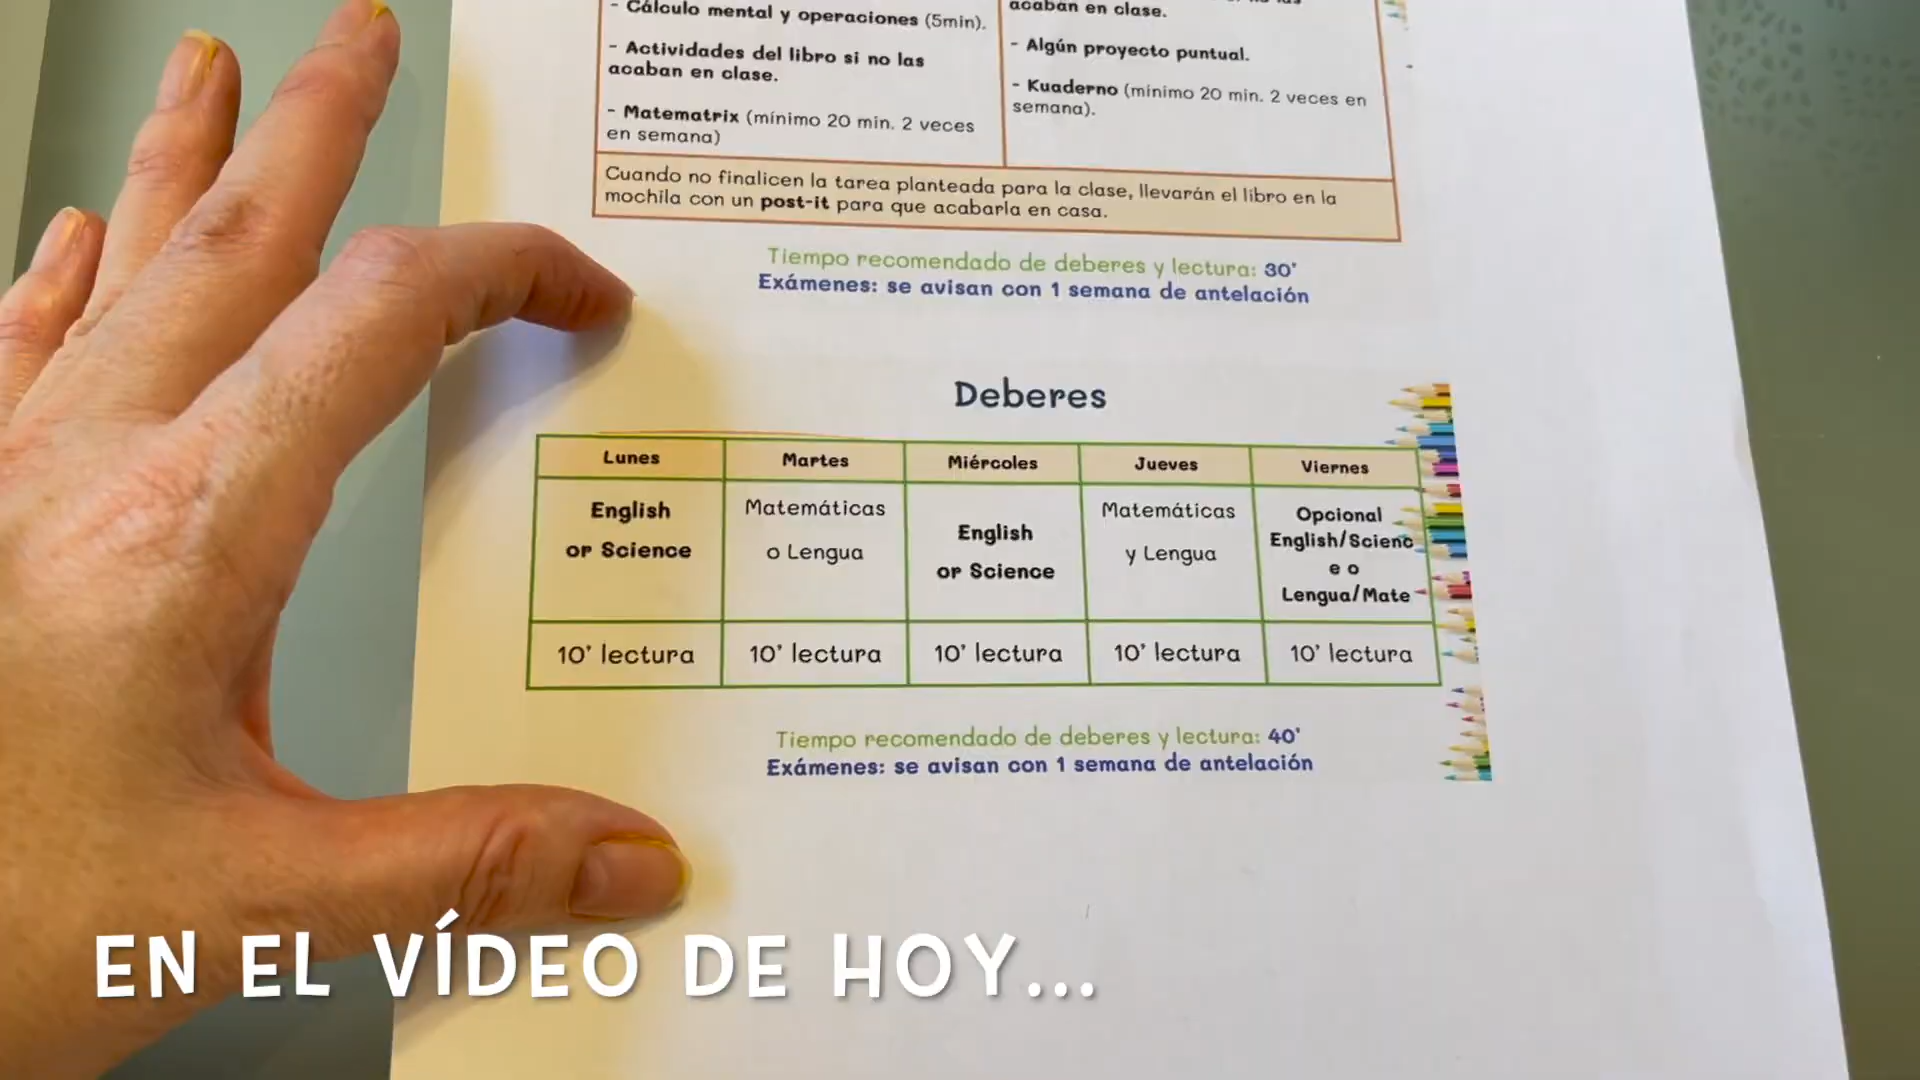 - Cálculo mental y operaciones (5min).
- Actividades del libro si no las
acaban en clase.
- Matematrix (mínimo 20 min. 2 veces
en semana)
acaban en clase.
- Algún proyecto puntual.
- Kuaderno (mínimo 20 min. 2 veces en
semana).
Cuando no finalicen la tarea planteada para la clase, llevarán el libro en la
mochila con un post-it para que acabarla en casa.
Tiempo recomendado de deberes y lectura: 30'
Exámenes: se avisan con 1 semana de antelación
Deberes
Lunes Martes Miércoles Jueves Viernes
English
or Science
Matemáticas
o Lengua
English
or Science
Matemáticas
y Lengua
Opcional
English/Scienc
e o
Lengua/Mate
10' lectura 10' lectura 10' lectura 10' lectura 10' lectura
Tiempo recomendado de deberes y lectura: 40'
Exámenes: se avisan con 1 semana de antelación
EN EL VÍDEO DE HOY...